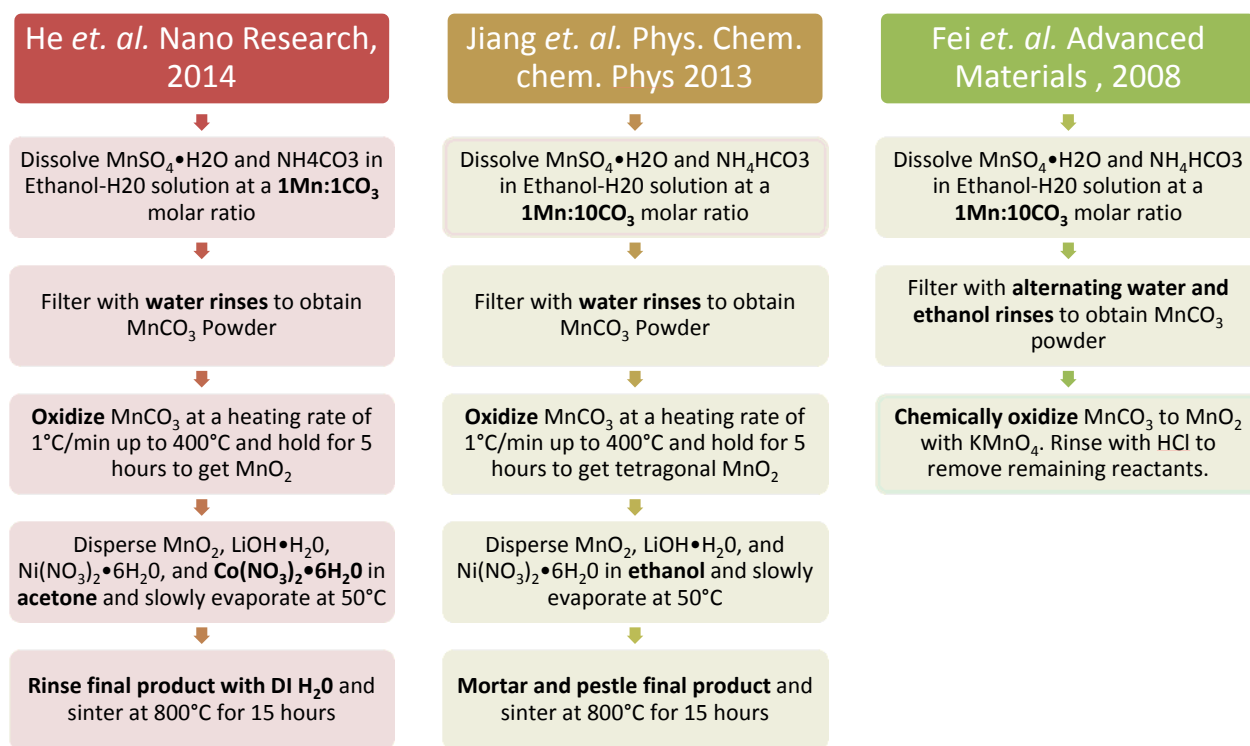 He et. al. Nano Research,
2014
Dissolve MnSO₄•H2O and NH4CO3 in
Ethanol-H20 solution at a 1Mn:1CO₃
molar ratio
Filter with water rinses to obtain
MnCO₃ Powder
Oxidize MnCO₃ at a heating rate of
1°C/min up to 400°C and hold for 5
hours to get MnO₂
Disperse MnO₂, LiOH•H₂0,
Ni(NO₃)₂•6H₂0, and Co(NO₃)₂•6H₂0 in
acetone and slowly evaporate at 50°C
Rinse final product with DI H₂0 and
sinter at 800°C for 15 hours
Jiang et. al. Phys. Chem.
chem. Phys 2013
Dissolve MnSO₄•H2O and NH₄HCO3
in Ethanol-H20 solution at a
1Mn:10CO₃ molar ratio
Filter with water rinses to obtain
MnCO₃ Powder
Oxidize MnCO₃ at a heating rate of
1°C/min up to 400°C and hold for 5
hours to get tetragonal MnO₂
Disperse MnO₂, LiOH•H₂0, and
Ni(NO₃)₂•6H₂0 in ethanol and slowly
evaporate at 50°C
Mortar and pestle final product and
sinter at 800°C for 15 hours
Fei et. al. Advanced
Materials , 2008
Dissolve MnSO₄•H2O and NH₄HCO3
in Ethanol-H20 solution at a
1Mn:10CO₃ molar ratio
Filter with alternating water and
ethanol rinses to obtain MnCO₃
powder
Chemically oxidize MnCO₃ to MnO₂
with KMnO₄. Rinse with HCl to
remove remaining reactants.